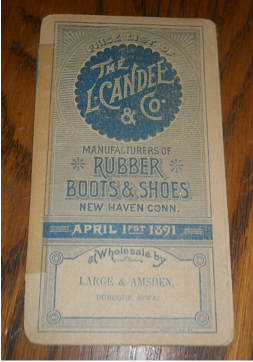 PRICE LIST OF
THE
L. CANDEE
& CO.
MANUFACTURERS OF
RUBBER
BOOTS & SHOES
NEW HAVEN CONN.
APRIL 1ST 1891
at Wholesale by
LARGE & AMSDEN,
DUBUQUE, IOWA.